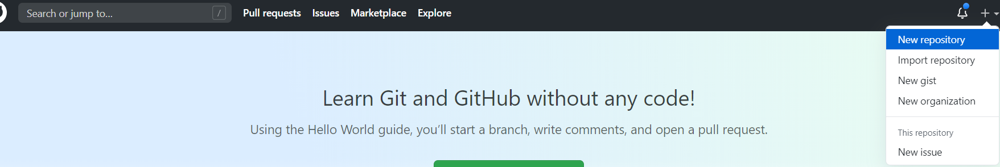 Search or jump to... /
Pull requests
Issues
Marketplace
Explore
New repository
Import repository
New gist
New organization
This repository
New issue
Learn Git and GitHub without any code!
Using the Hello World guide, you’ll start a branch, write comments, and open a pull request.